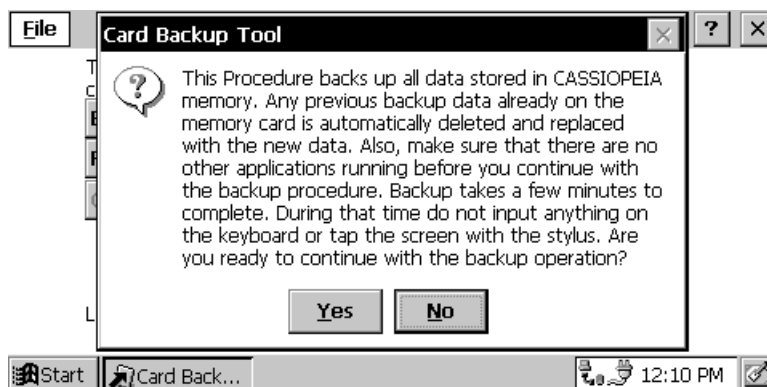 File
Card Backup Tool
?
This Procedure backs up all data stored in CASSIOPEIA
memory. Any previous backup data already on the
memory card is automatically deleted and replaced
with the new data. Also, make sure that there are no
other applications running before you continue with
the backup procedure. Backup takes a few minutes to
complete. During that time do not input anything on
the keyboard or tap the screen with the stylus. Are
you ready to continue with the backup operation?
Yes No
Start Card Back... 12:10 PM